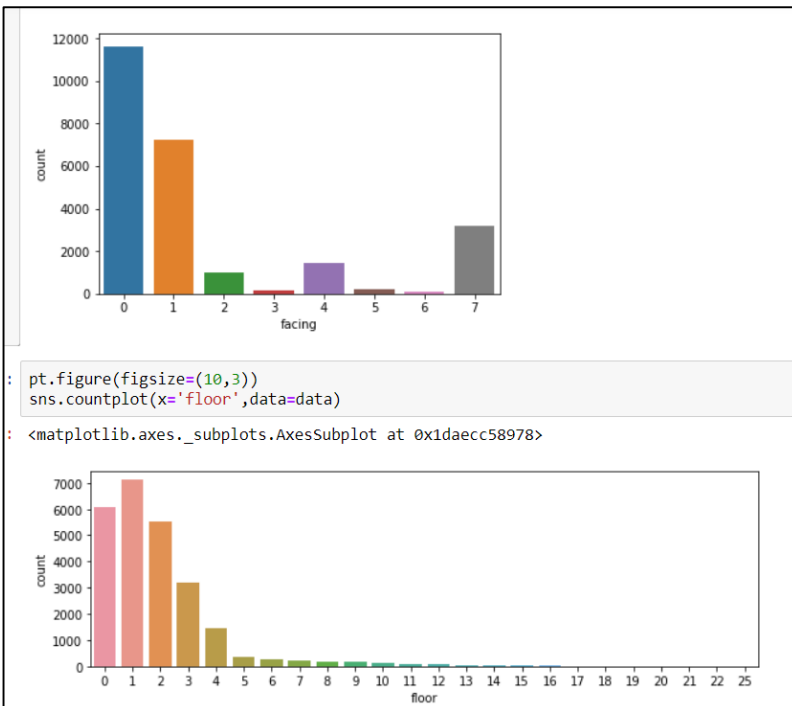 12000
10000
8000
6000
4000
2000
0
count
0 1 2 3 4 5 6 7
facing
: pt.figure(figsize=(10,3))
sns.countplot(x='floor',data=data)
: <matplotlib.axes._subplots.AxesSubplot at 0x1daecc58978>
7000
6000
5000
4000
3000
2000
1000
0
count
0 1 2 3 4 5 6 7 8 9 10 11 12 13 14 15 16 17 18 19 20 21 22 25
floor